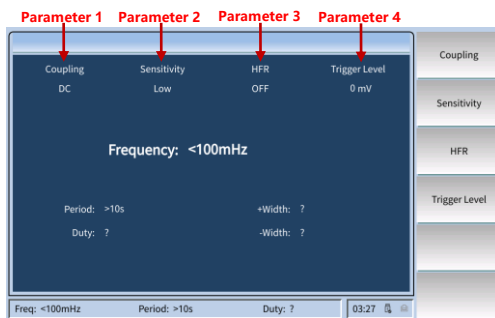 Parameter 1 Parameter 2 Parameter 3 Parameter 4
Coupling Sensitivity HFR Trigger Level
DC Low OFF 0 mV
Frequency: <100mHz
Period: >10s +Width: ?
Duty: ? -Width: ?
Freq: <100mHz Period: >10s Duty: ? 03:27
Coupling
Sensitivity
HFR
Trigger Level